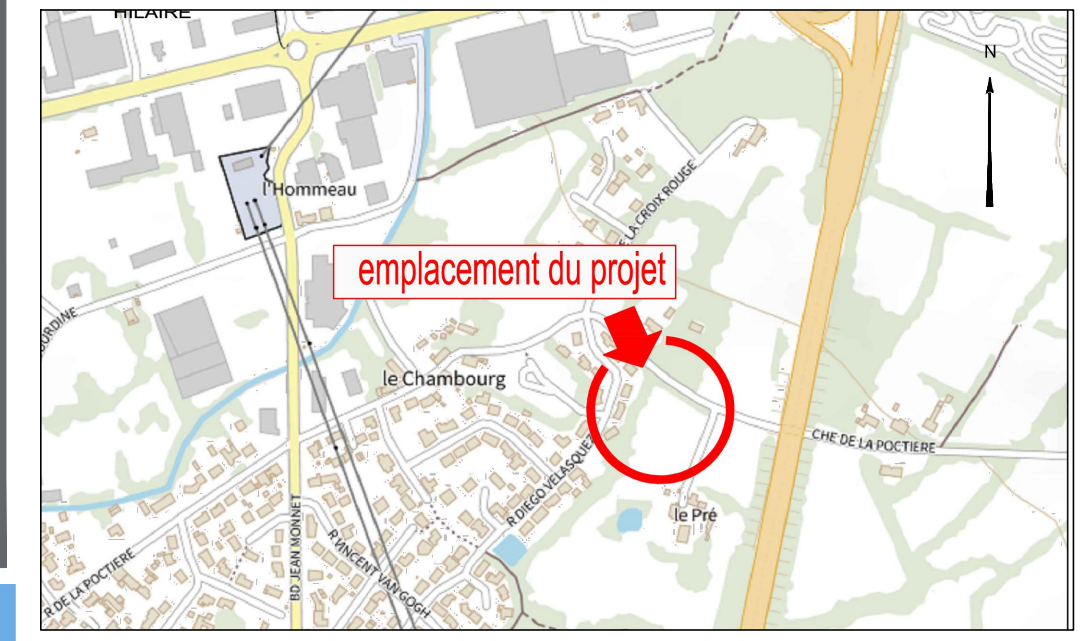 HILAIRE
N
l'Hommeau
E LA CROIX ROUGE
emplacement du projet
OURDINE
le Chambourg
CHE DE LA POCTIERE
R DIEGO VELASQUEZ
le Pré
BD JEAN MONNET
R VINCENT VAN GOGH
R DE LA POCTIERE